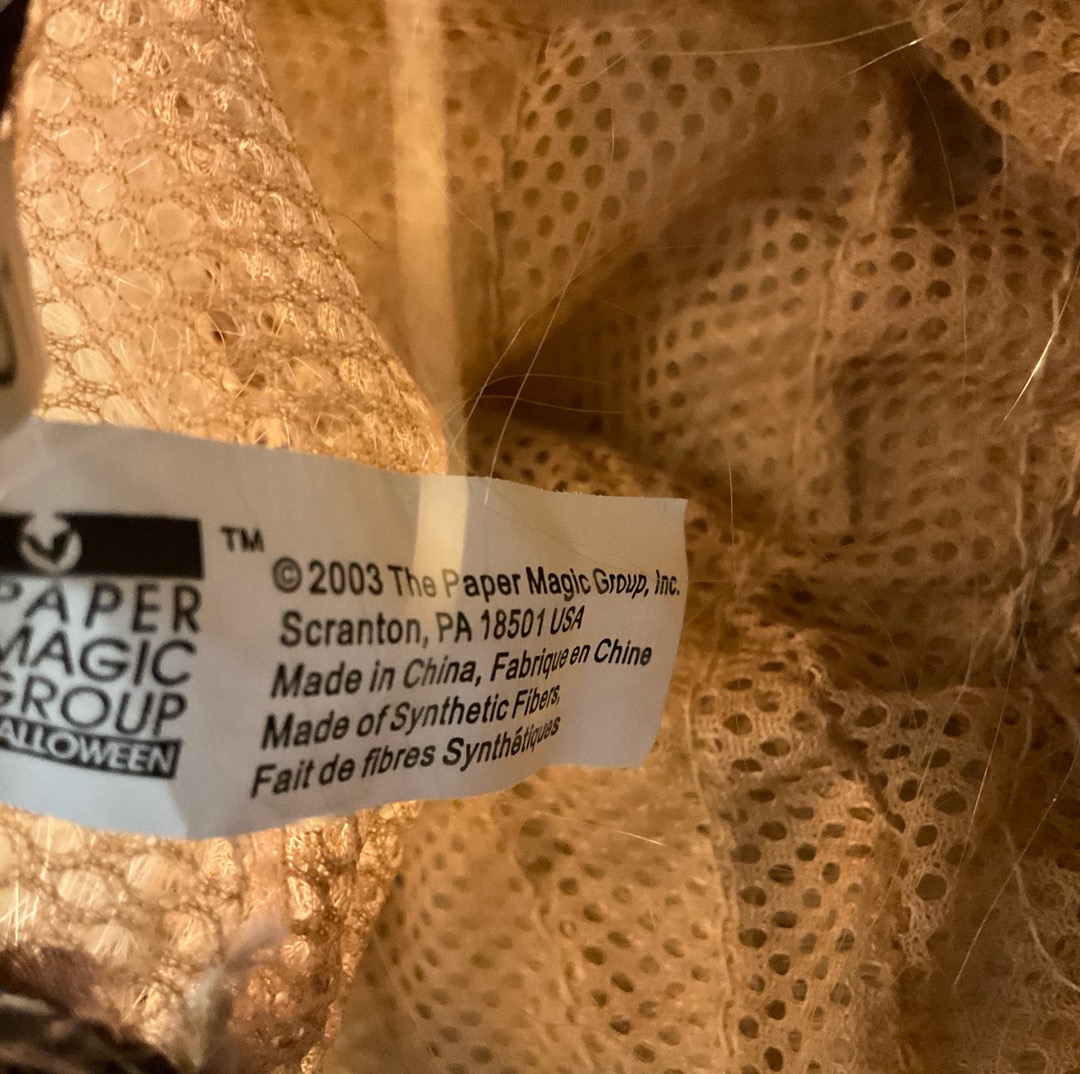 PAPER
MAGIC
GROUP
ALLOWEEN
TM
©2003 The Paper Magic Group, Inc.
Scranton, PA 18501 USA
Made in China, Fabrique en Chine
Made of Synthetic Fibers,
Fait de fibres Synthétiques